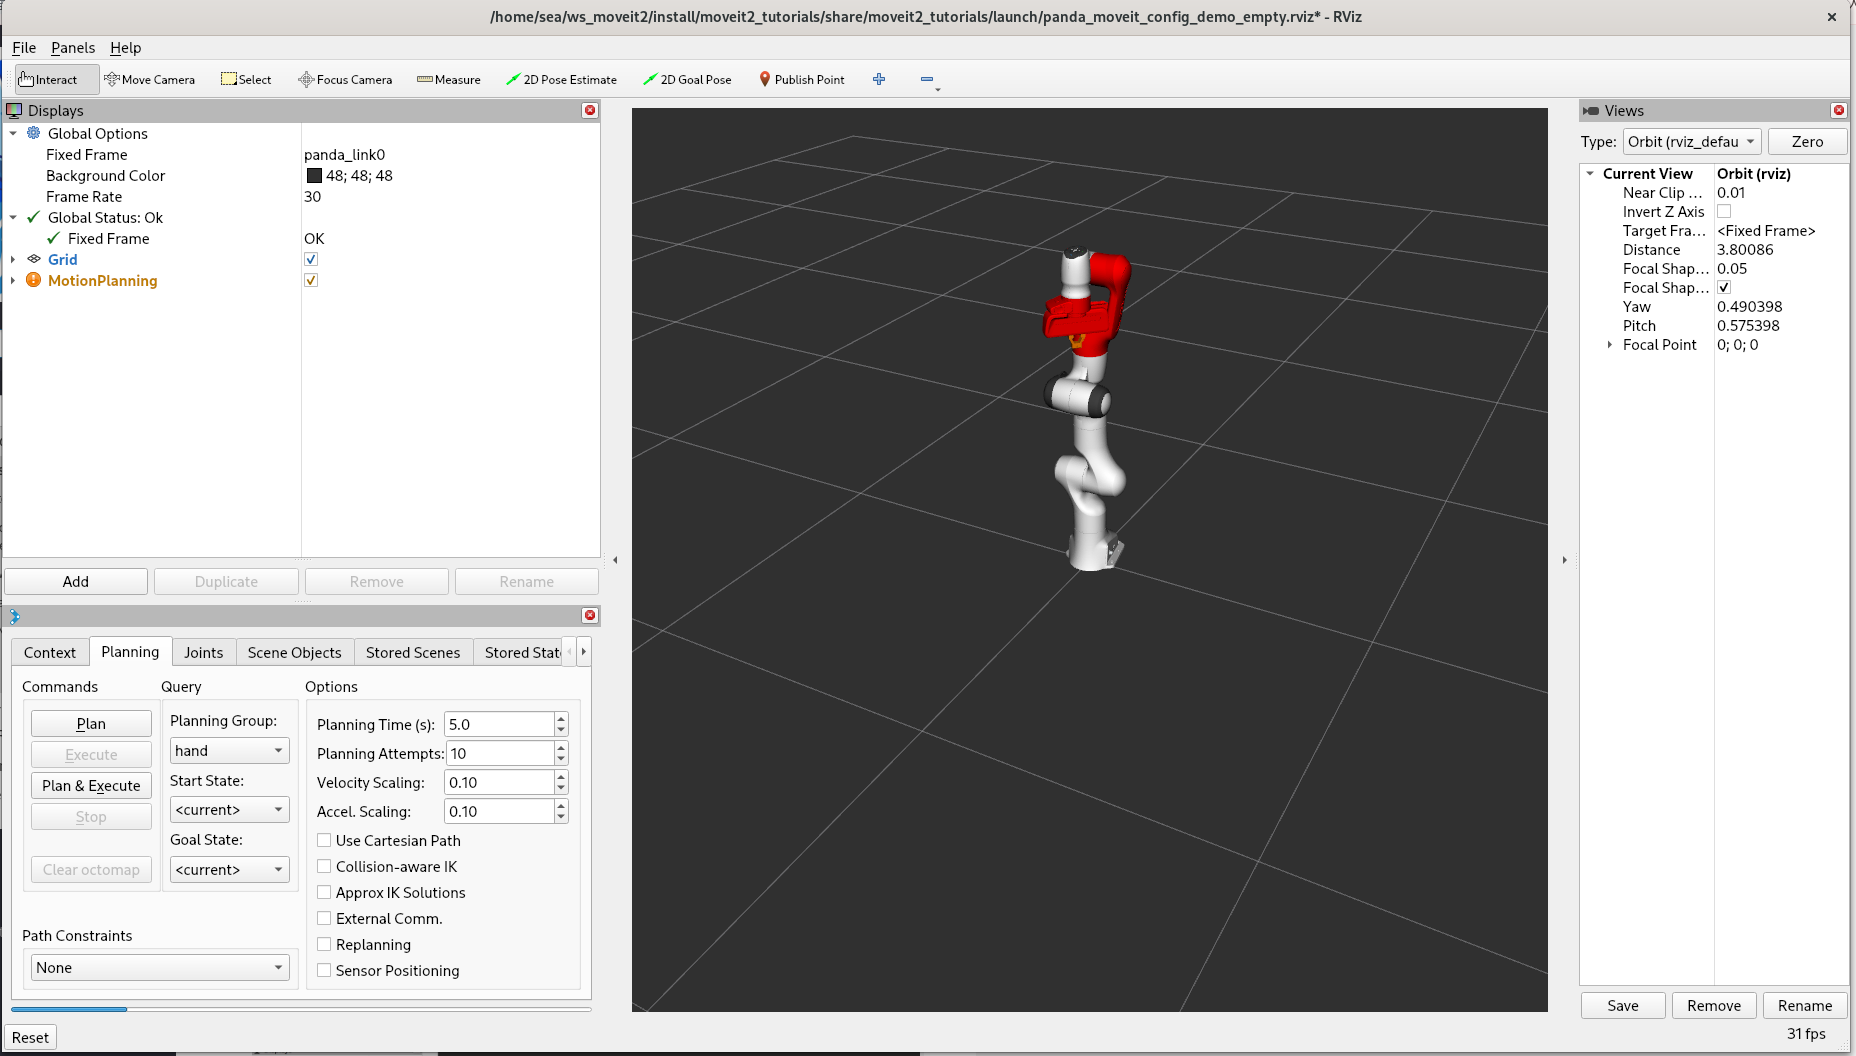 /home/sea/ws_moveit2/install/moveit2_tutorials/share/moveit2_tutorials/launch/panda_moveit_config_demo_empty.rviz* - RViz
File Panels Help
Interact Move Camera Select Focus Camera Measure 2D Pose Estimate 2D Goal Pose Publish Point
Displays
Global Options
Fixed Frame panda_link0
Background Color 48; 48; 48
Frame Rate 30
Global Status: Ok
Fixed Frame OK
Grid
MotionPlanning
Add Duplicate Remove Rename
Context Planning Joints Scene Objects Stored Scenes Stored Stat
Commands
Plan
Execute
Plan & Execute
Stop
Clear octomap
Query
Planning Group:
hand
Start State:
<current>
Goal State:
<current>
Path Constraints
None
Options
Planning Time (s): 5.0
Planning Attempts: 10
Velocity Scaling: 0.10
Accel. Scaling: 0.10
Use Cartesian Path
Collision-aware IK
Approx IK Solutions
External Comm.
Replanning
Sensor Positioning
Reset
Views
Type: Orbit (rviz_defau Zero
Current View Orbit (rviz)
Near Clip ... 0.01
Invert Z Axis
Target Fra... <Fixed Frame>
Distance 3.80086
Focal Shap... 0.05
Focal Shap...
Yaw 0.490398
Pitch 0.575398
Focal Point 0; 0; 0
Save Remove Rename
31 fps